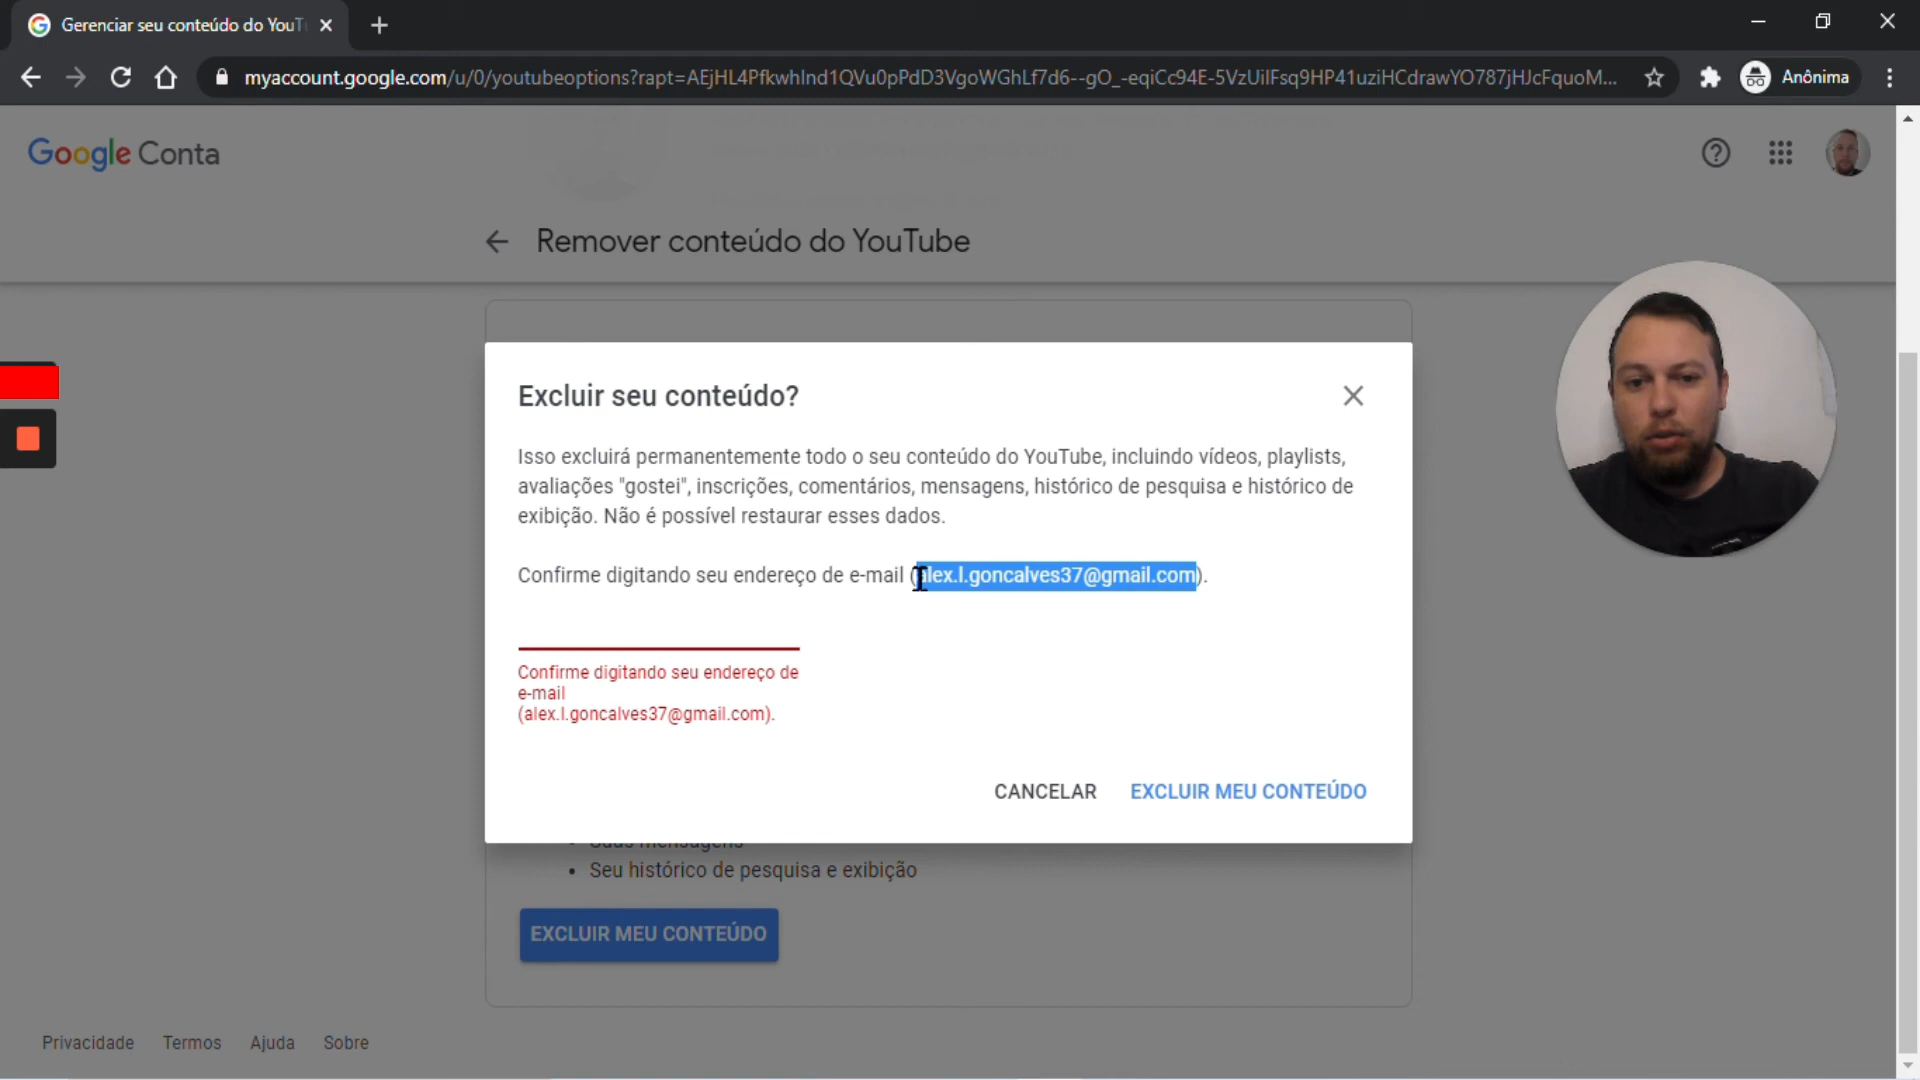 Gerenciar seu conteúdo do YouT
myaccount.google.com/u/0/youtubeoptions?rapt=AEjHL4PfkwhInd1QVu0pPdD3VgoWGhLf7d6--gO_-eqiCc94E-5VzUiIFsq9HP41uziHCdrawYO787jHJcFquoM...
Anônima
Google Conta
Remover conteúdo do YouTube
Excluir seu conteúdo?
Isso excluirá permanentemente todo o seu conteúdo do YouTube, incluindo vídeos, playlists,
avaliações "gostei", inscrições, comentários, mensagens, histórico de pesquisa e histórico de
exibição. Não é possível restaurar esses dados.
Confirme digitando seu endereço de e-mail (alex.l.goncalves37@gmail.com).
Confirme digitando seu endereço de
e-mail
(alex.l.goncalves37@gmail.com).
CANCELAR EXCLUIR MEU CONTEÚDO
Suas mensagens
Seu histórico de pesquisa e exibição
EXCLUIR MEU CONTEÚDO
Privacidade Termos Ajuda Sobre